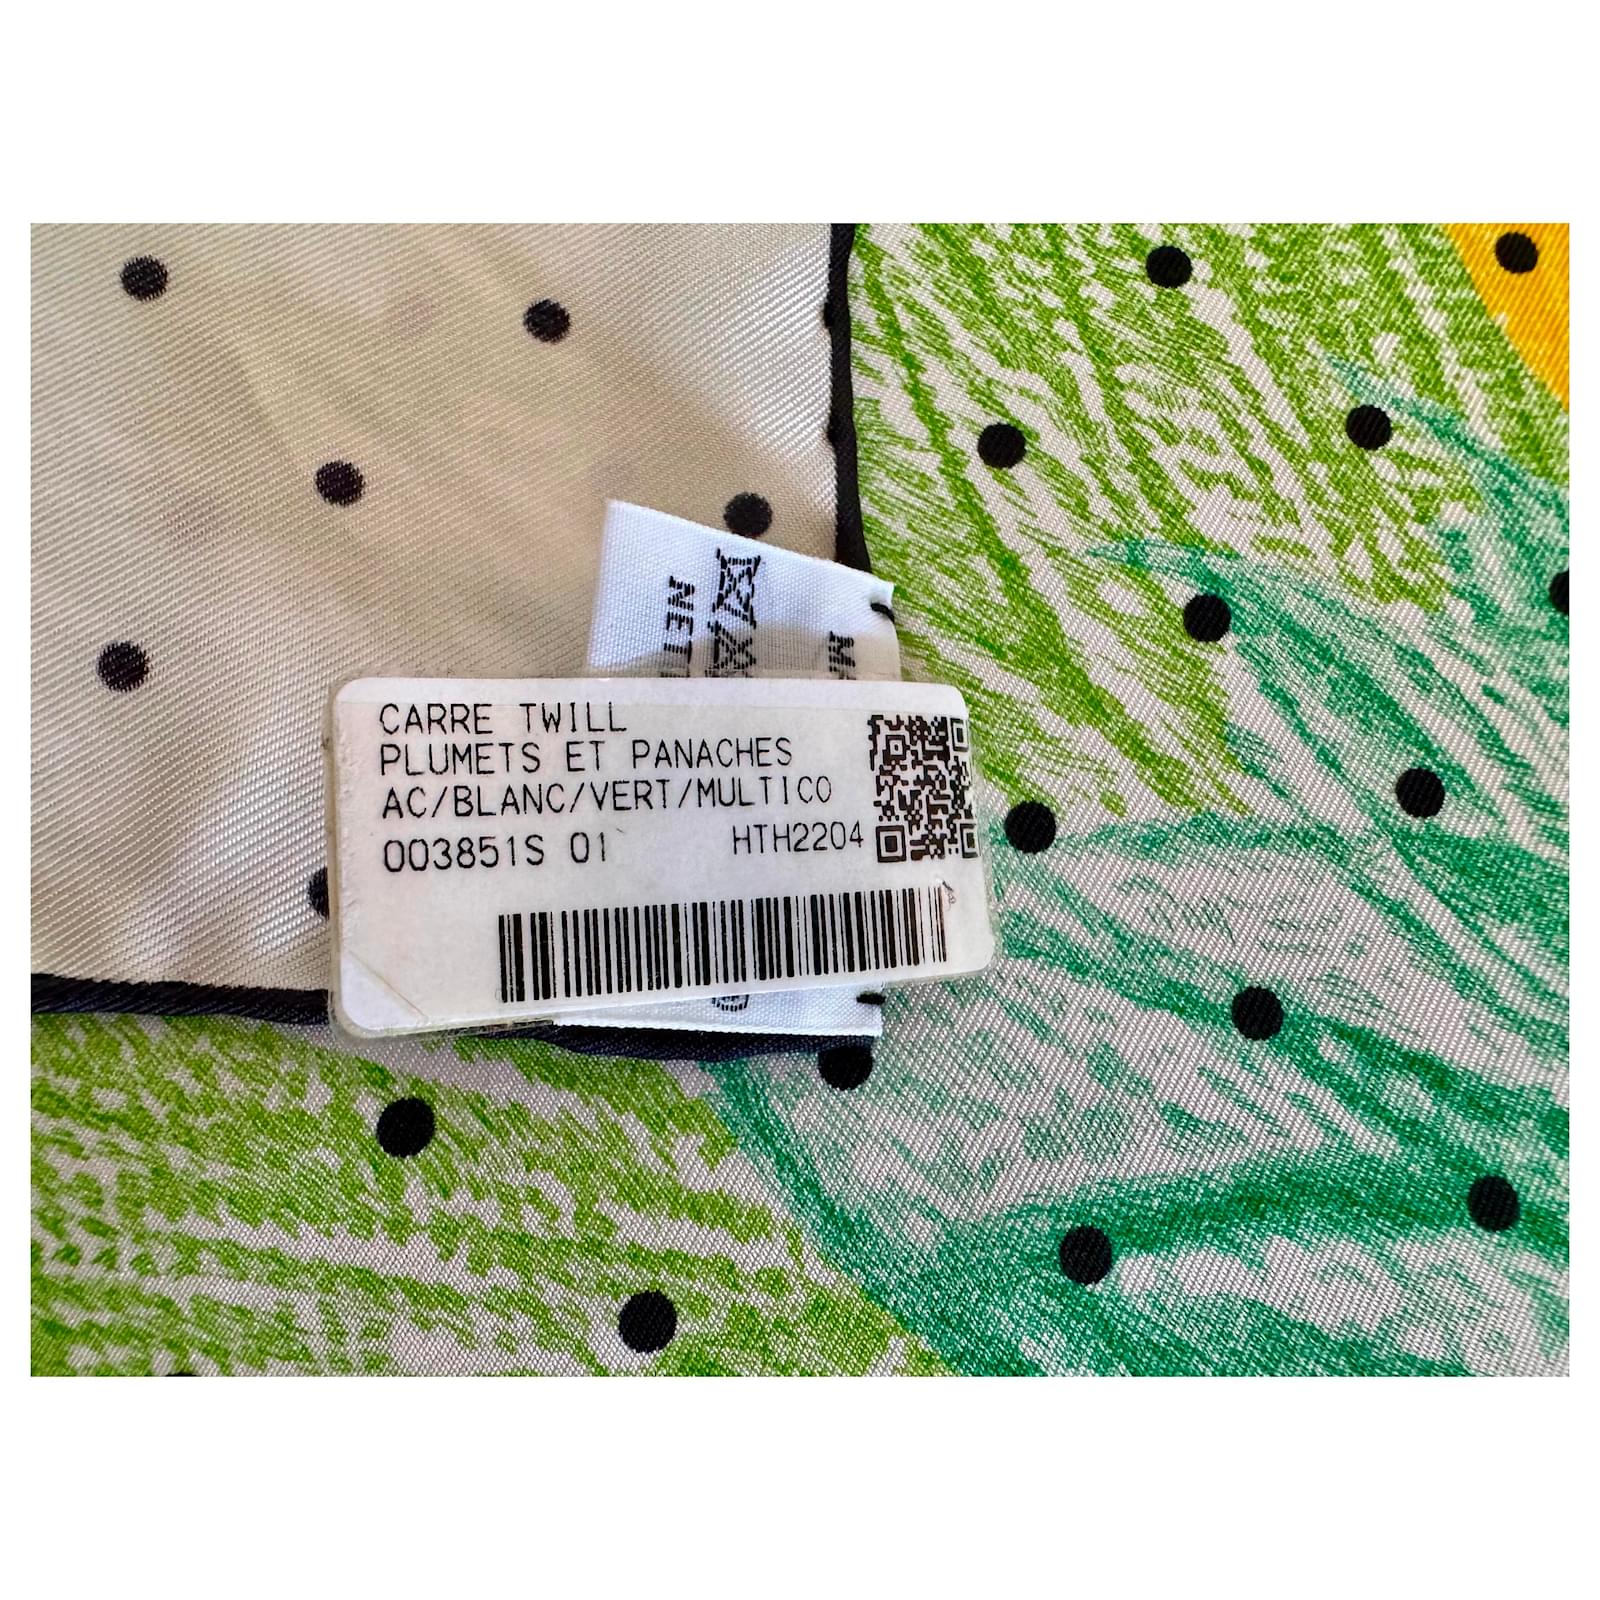 CARRE TWILL
PLUMETS ET PANACHES
AC/BLANC/VERT/MULTICO
003851S 01 HTH2204